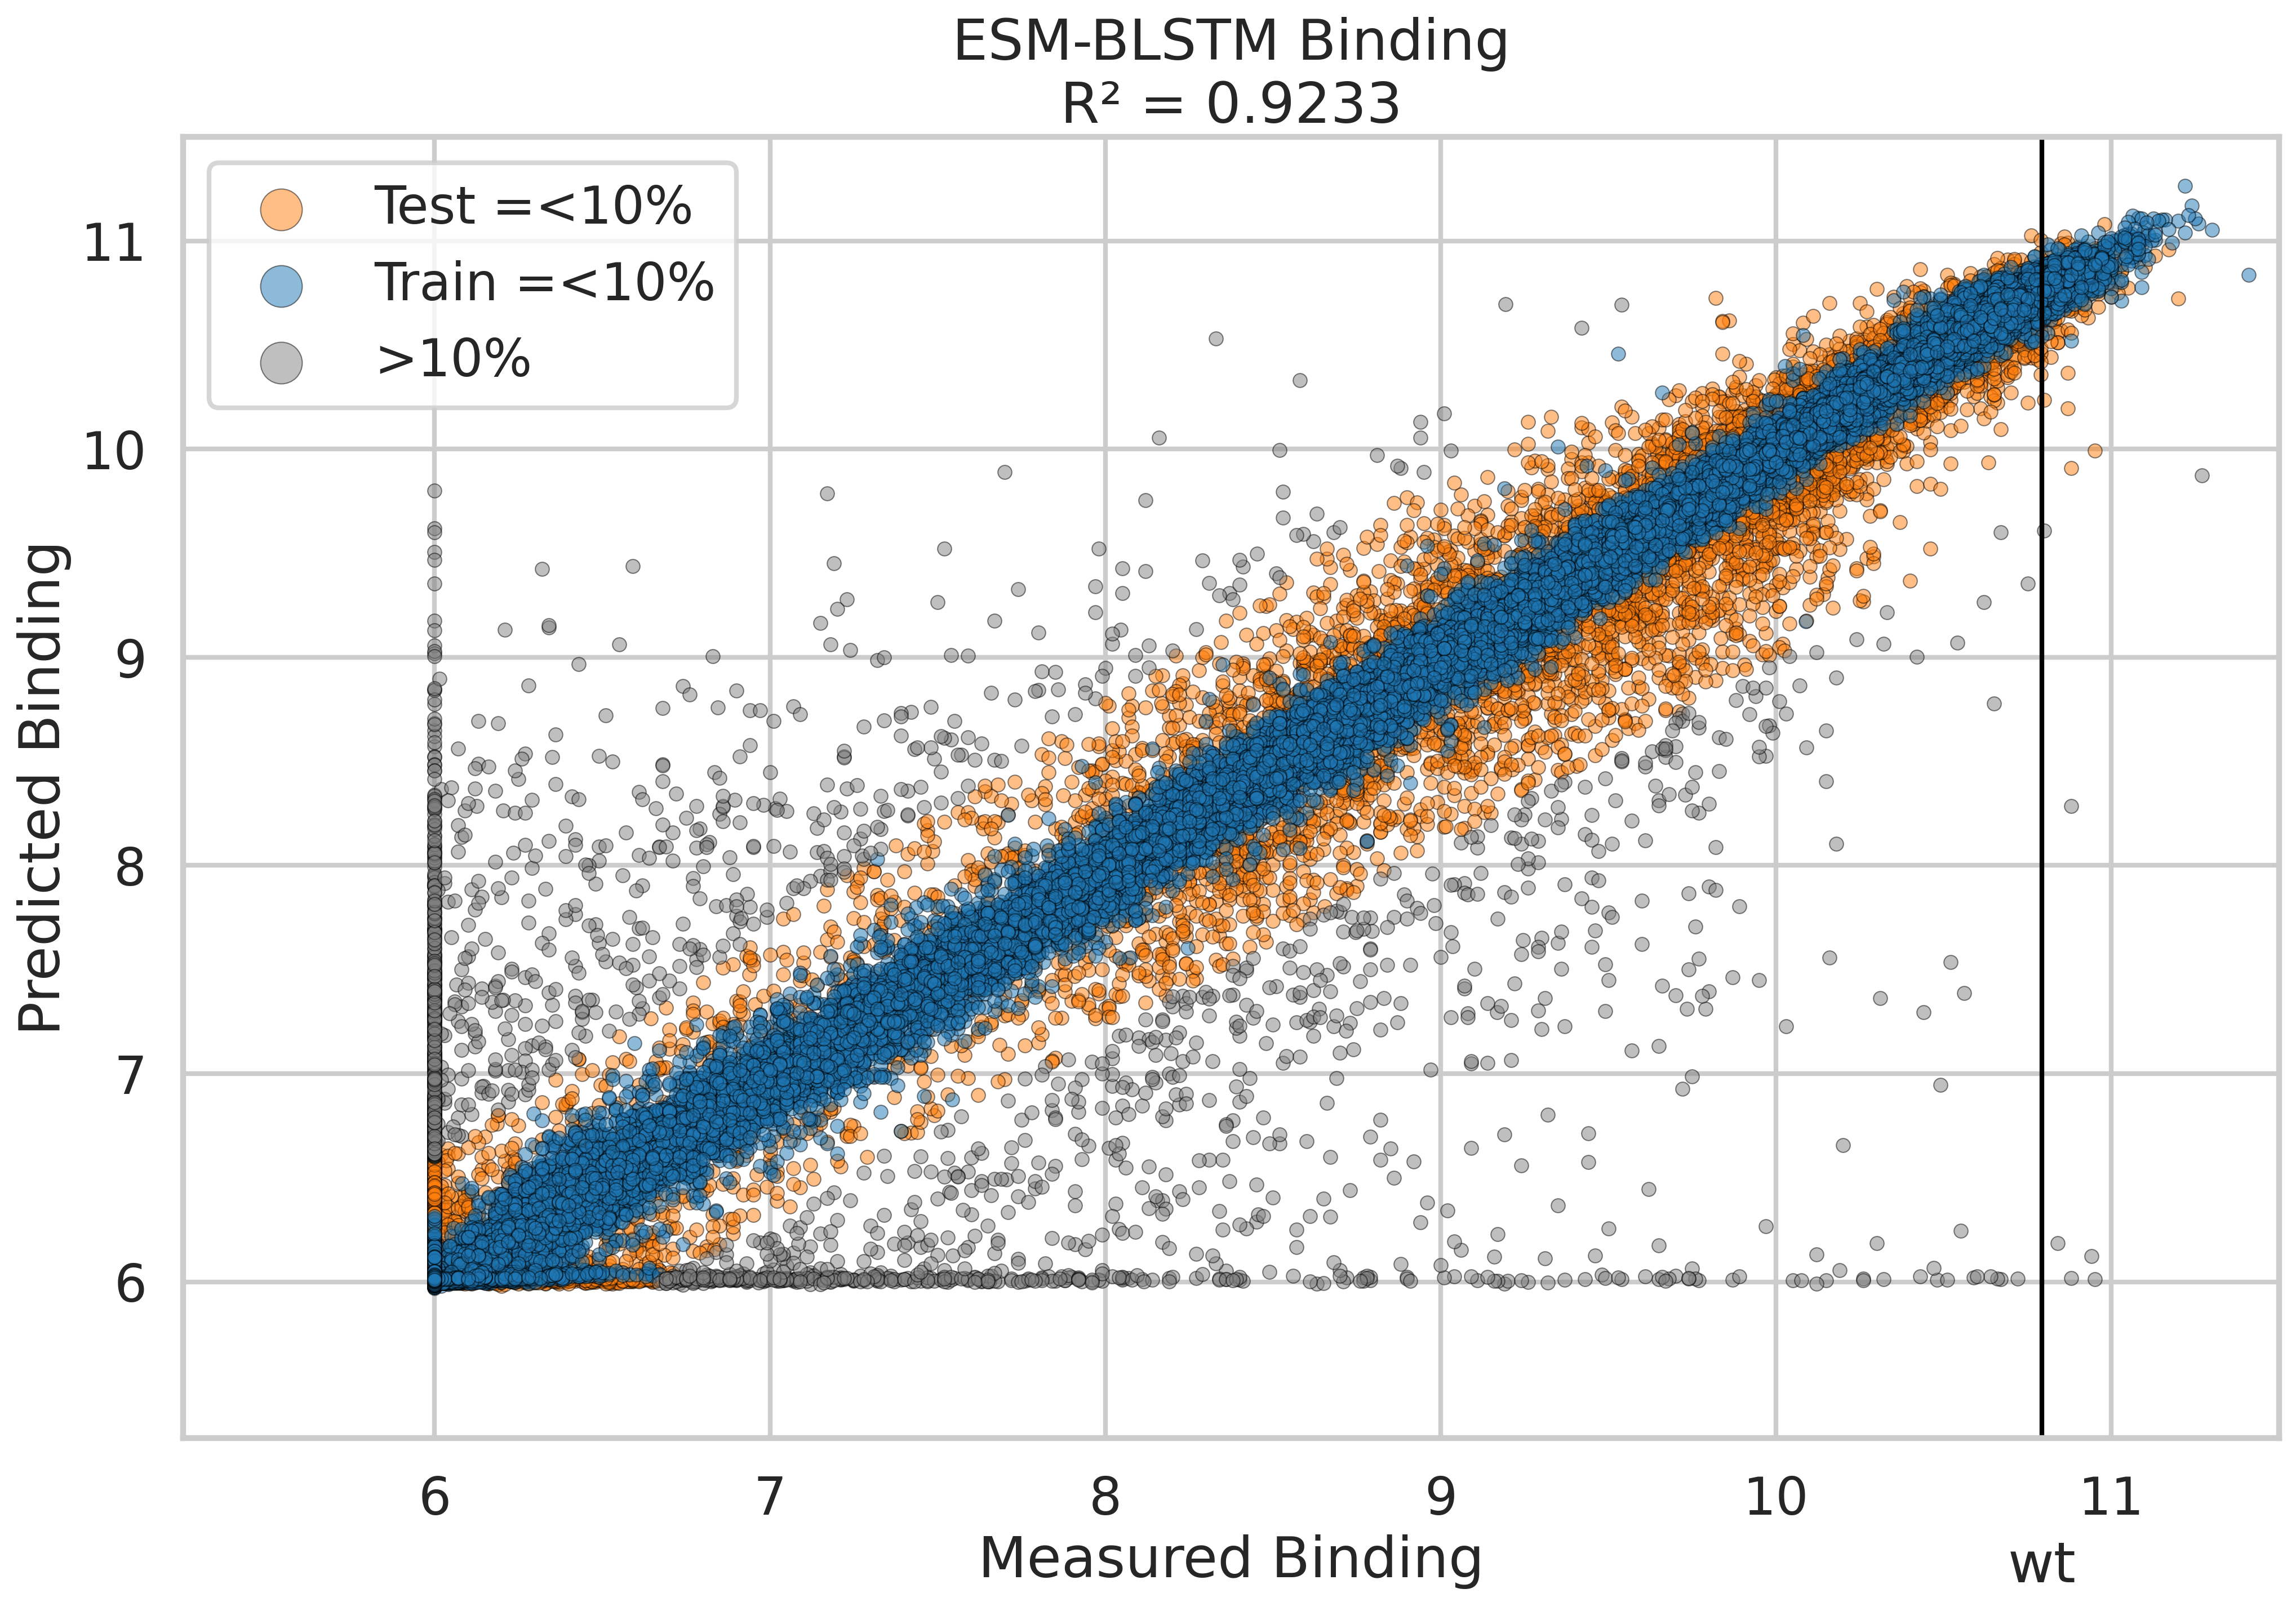 ESM-BLSTM Binding
R² = 0.9233
Test =<10%
Train =<10%
>10%
11
10
9
8
7
6
Predicted Binding
6 7 8 9 10 11
Measured Binding
wt